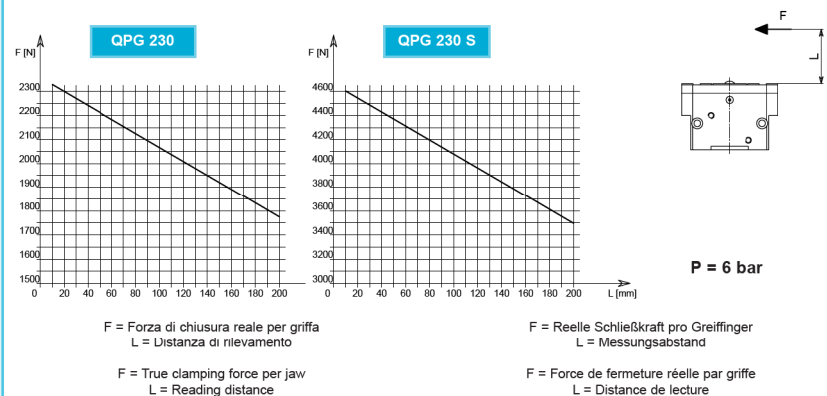 QPG 230
QPG 230 S
F
F [N]
F [N]
L
2300
2200
2100
2000
1900
1800
1700
1600
1500
0 20 40 60 80 100 120 140 160 180 200
4600
4400
4200
4000
3800
3600
3400
3200
3000
0 20 40 60 80 100 120 140 160 180 200 L [mm]
P = 6 bar
F = Forza di chiusura reale per griffa
L = Distanza di rilevamento
F = Reelle Schließkraft pro Greiffinger
L = Messungsabstand
F = True clamping force per jaw
L = Reading distance
F = Force de fermeture réelle par griffe
L = Distance de lecture